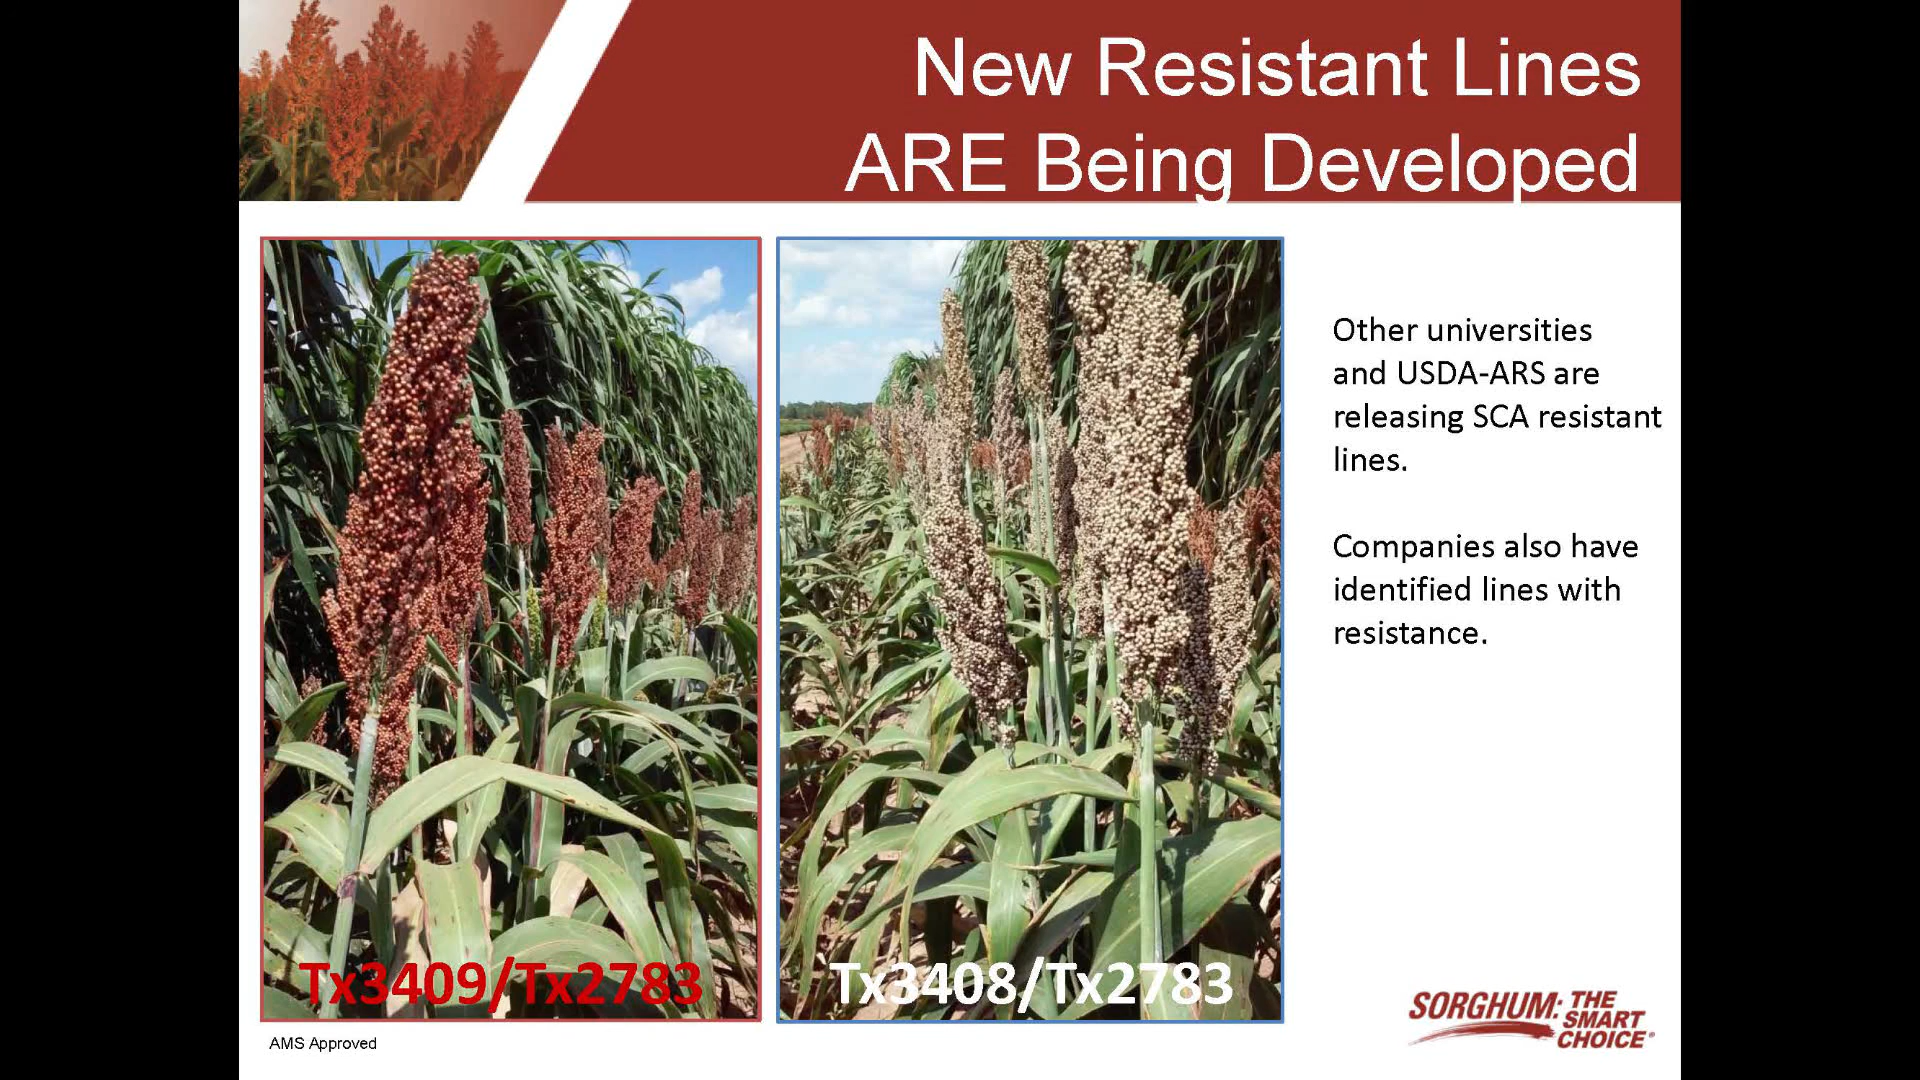 New Resistant Lines
ARE Being Developed
Other universities
and USDA-ARS are
releasing SCA resistant
lines.
Companies also have
identified lines with
resistance.
Tx3409/Tx2783
Tx3408/Tx2783
AMS Approved
SORGHUM: THE
SMART
CHOICE®